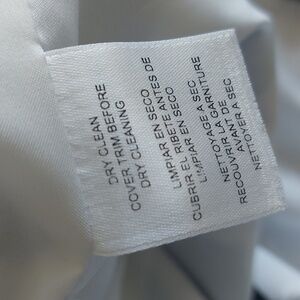 DRY CLEAN
COVER TRIM BEFORE
DRY CLEANING
LIMPIAR EN SECO
CUBRIR EL RIBETE ANTES DE
LIMPIAR EN SECO
NETTOYAGE A SEC
RECOUVRIR LA GARNITURE
AVANT
NETTOYER A SEC